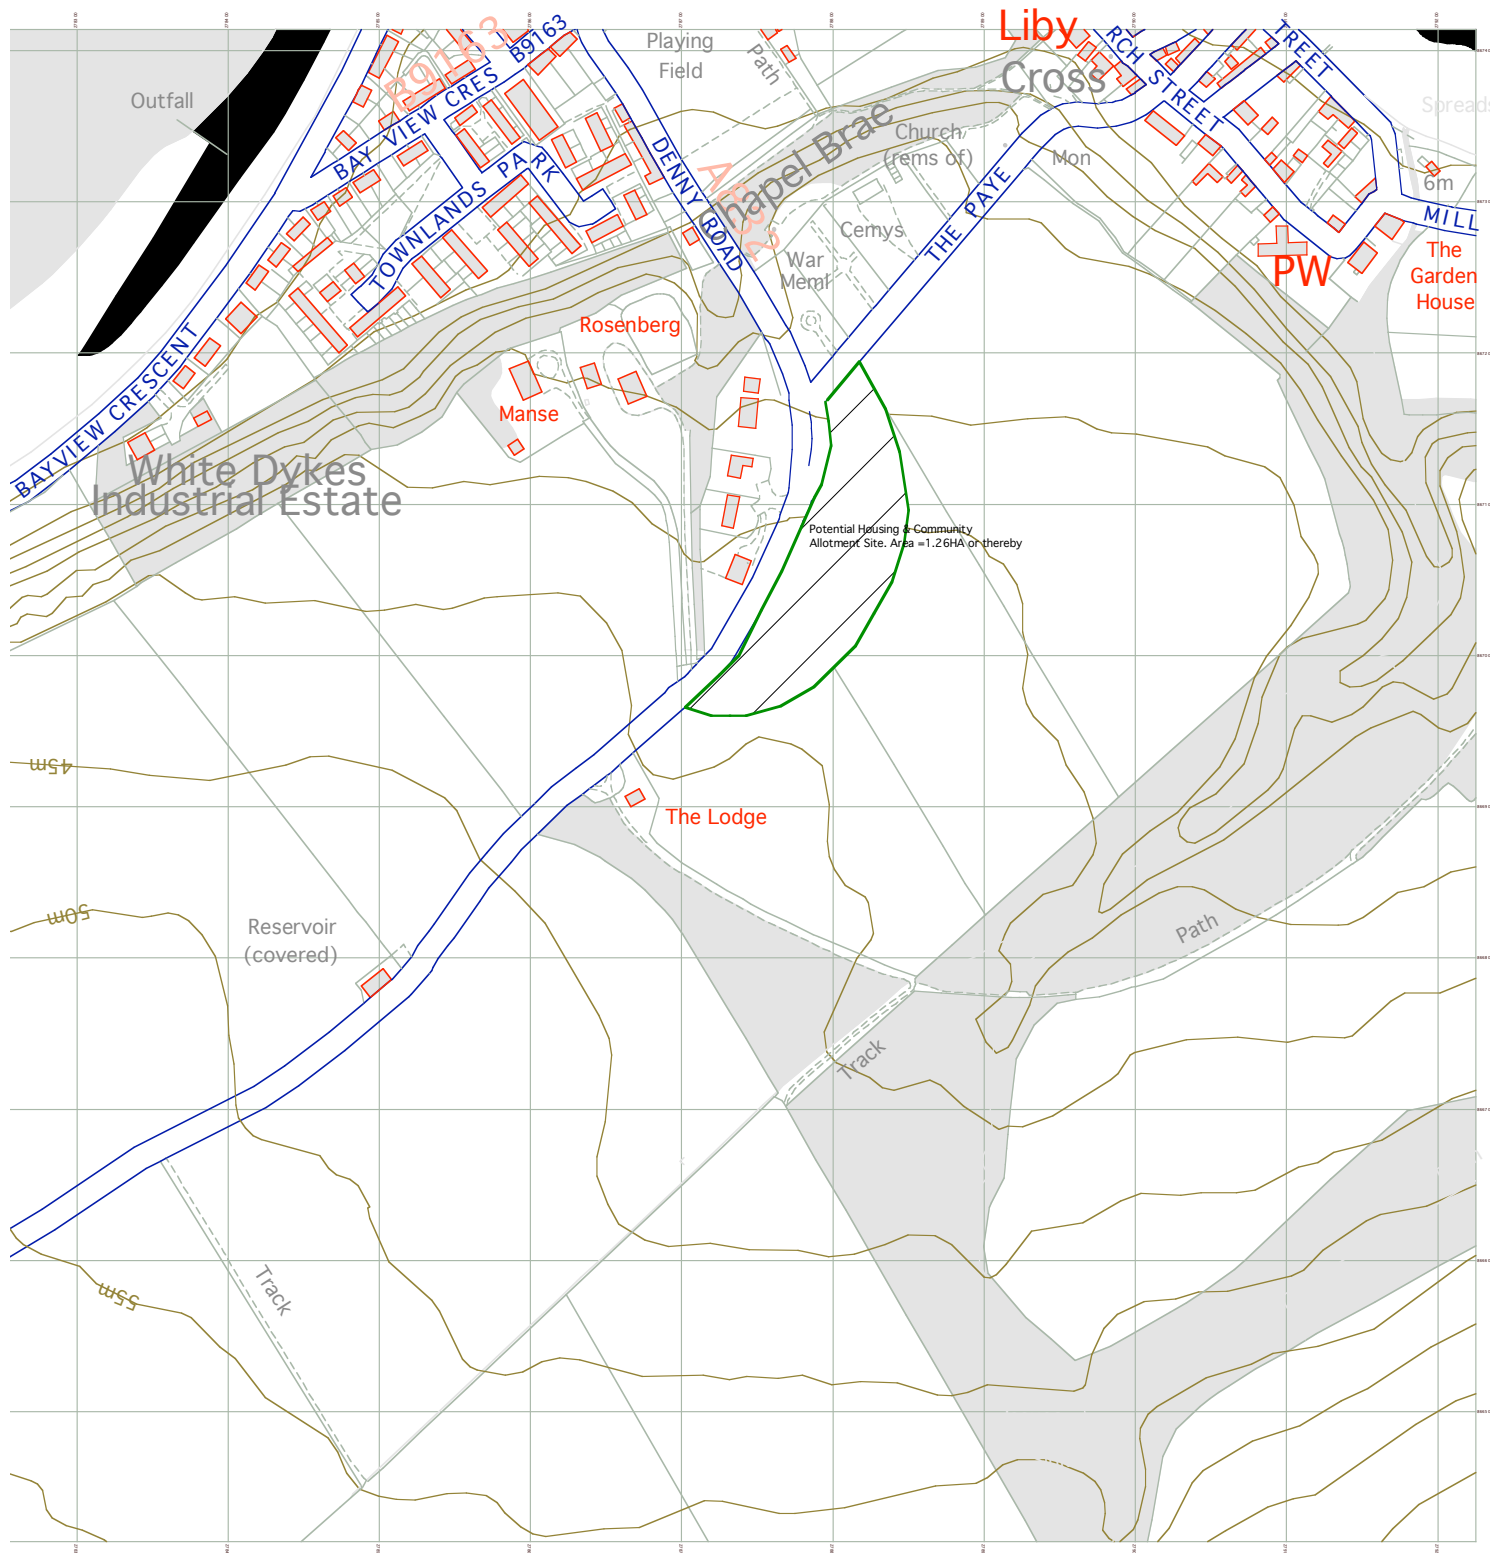 Liby
B9163
B9163
TREET
RCH STREET
Playing
Field
Path
Cross
BAY VIEW CRES
Outfall
Chapel Brae
Church
(rems of)
Mon
DENNY ROAD
A832
TOWNLANDS PARK
6m
THE PAYE
MILL
Cemys
War
Meml
PW
The
Garden
House
Rosenberg
BAYVIEW CRESCENT
Manse
White Dykes
Industrial Estate
Potential Housing & Community
Allotment Site. Area =1.26HA or thereby
45m
The Lodge
50m
Reservoir
(covered)
Path
Track
Track
55m